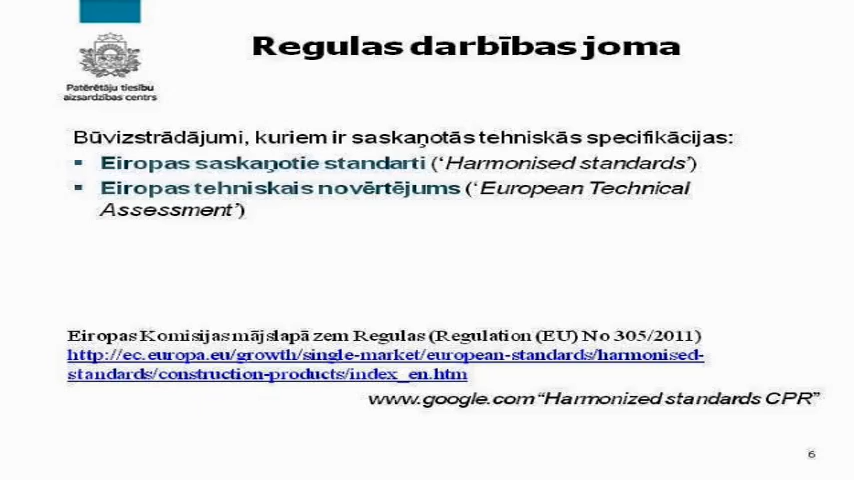 Regulas darbības joma
Patērētāju tiesību
aizsardzības centrs
Būvizstrādājumi, kuriem ir saskaņotās tehniskās specifikācijas:
▪ Eiropas saskaņotie standarti (‘Harmonised standards’)
▪ Eiropas tehniskais novērtējums (‘European Technical
Assessment’)
Eiropas Komisijas mājslapā zem Regulas (Regulation (EU) No 305/2011)
http://ec.europa.eu/growth/single-market/european-standards/harmonised-
standards/construction-products/index_en.htm
www.google.com “Harmonized standards CPR”
6